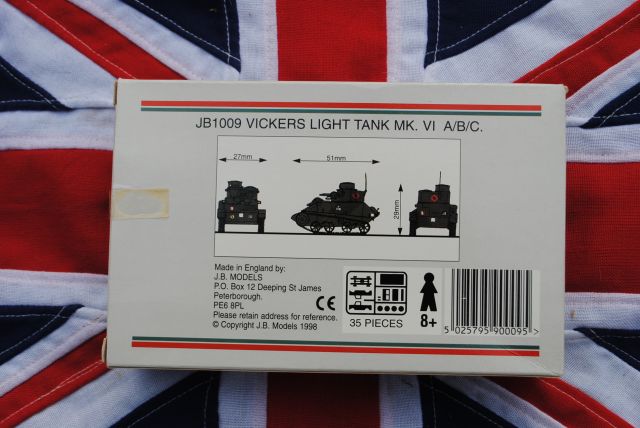 JB1009 VICKERS LIGHT TANK MK. VI A/B/C.
27mm
51mm
29mm
Made in England by:
J.B. MODELS
P.O. Box 12 Deeping St James
Peterborough.
PE6 8PL
Please retain address for reference.
© Copyright J.B. Models 1998
CE
35 PIECES
8+
5 025795 900095 >